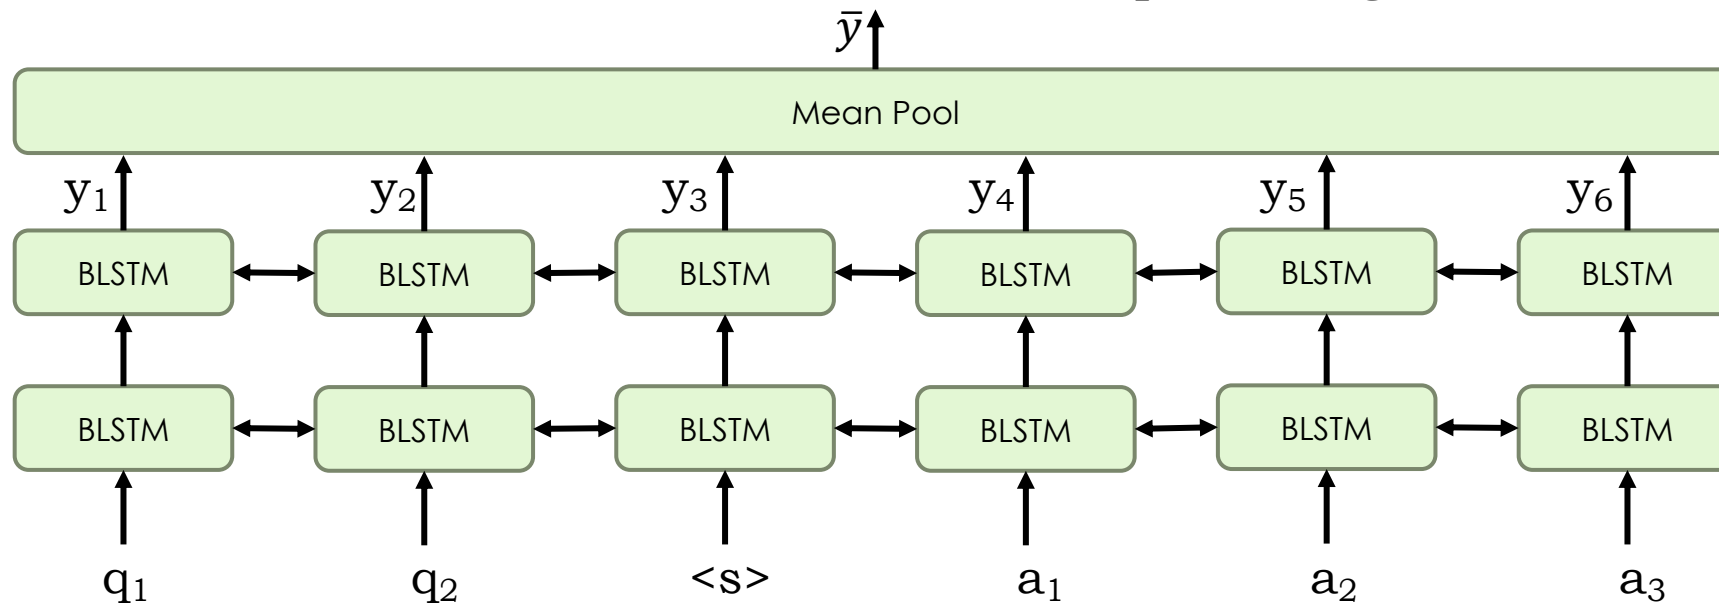 ȳ
Mean Pool
y₁ y₂ y₃ y₄ y₅ y₆
BLSTM BLSTM BLSTM BLSTM BLSTM BLSTM
BLSTM BLSTM BLSTM BLSTM BLSTM BLSTM
q₁ q₂ <s> a₁ a₂ a₃